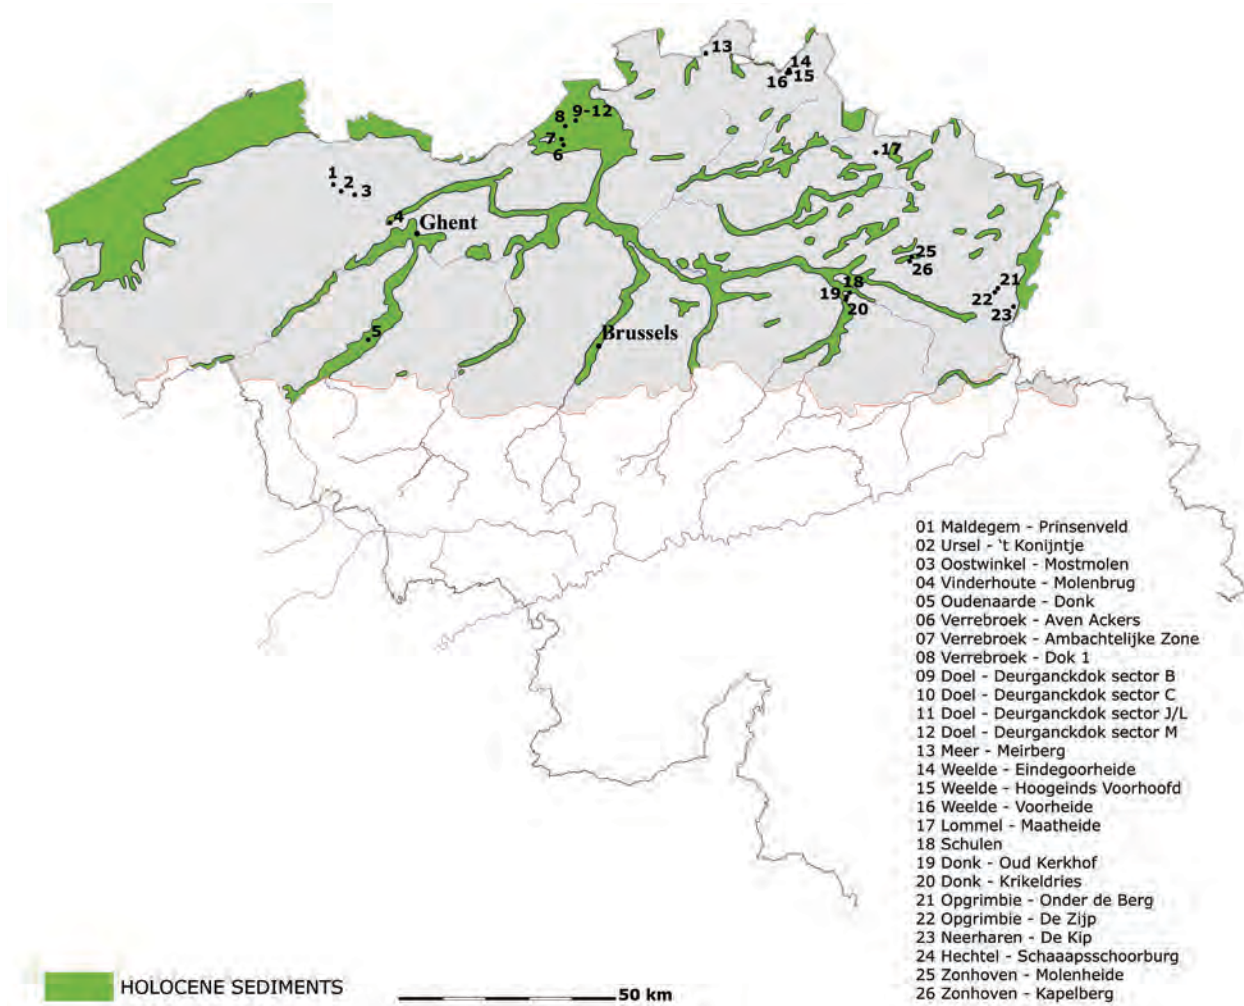 13
14
16 15
9-12
8
7
6
17
1
2
3
4
Ghent
25
26
18
19
20
21
22
23
5
Brussels
01 Maldegem - Prinsenveld
02 Ursel - ‘t Konijntje
03 Oostwinkel - Mostmolen
04 Vinderhoute - Molenbrug
05 Oudenaarde - Donk
06 Verrebroek - Aven Ackers
07 Verrebroek - Ambachtelijke Zone
08 Verrebroek - Dok 1
09 Doel - Deurganckdok sector B
10 Doel - Deurganckdok sector C
11 Doel - Deurganckdok sector J/L
12 Doel - Deurganckdok sector M
13 Meer - Meirberg
14 Weelde - Eindegoorheide
15 Weelde - Hoogeinds Voorhoofd
16 Weelde - Voorheide
17 Lommel - Maatheide
18 Schulen
19 Donk - Oud Kerkhof
20 Donk - Krikeldries
21 Opgrimbie - Onder de Berg
22 Opgrimbie - De Zijp
23 Neerharen - De Kip
24 Hechtel - Schaaapsschoorburg
25 Zonhoven - Molenheide
26 Zonhoven - Kapelberg
HOLOCENE SEDIMENTS
50 km